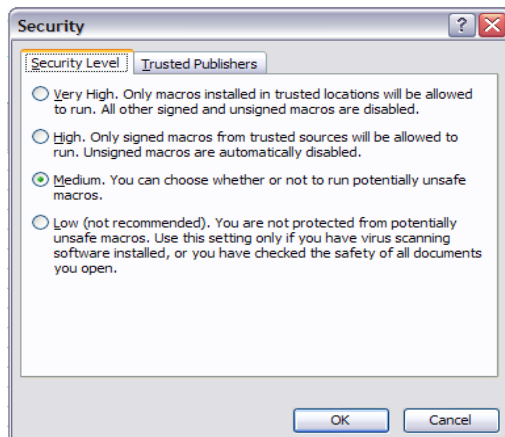 Security
Security Level Trusted Publishers
Very High. Only macros installed in trusted locations will be allowed
to run. All other signed and unsigned macros are disabled.
High. Only signed macros from trusted sources will be allowed to
run. Unsigned macros are automatically disabled.
Medium. You can choose whether or not to run potentially unsafe
macros.
Low (not recommended). You are not protected from potentially
unsafe macros. Use this setting only if you have virus scanning
software installed, or you have checked the safety of all documents
you open.
OK Cancel